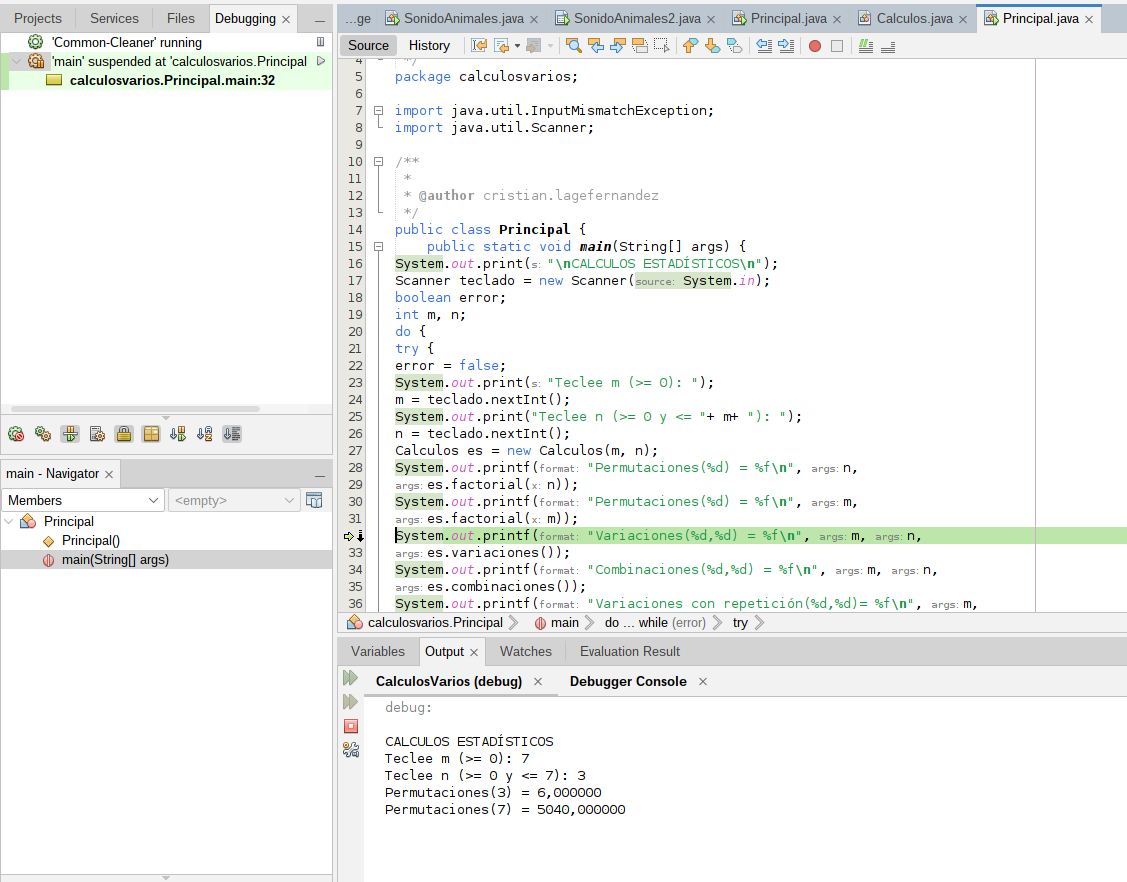 Projects Services Files Debugging
'Common-Cleaner' running
'main' suspended at 'calculosvarios.Principal
calculosvarios.Principal.main:32
main - Navigator
Members <empty>
Principal
Principal()
main(String[] args)
...ge SonidoAnimales.java SonidoAnimales2.java Principal.java Calculos.java Principal.java
Source History
4 */
5 package calculosvarios;
6
7 import java.util.InputMismatchException;
8 import java.util.Scanner;
9
10 /**
11 *
12 * @author cristian.lagefernandez
13 */
14 public class Principal {
15 public static void main(String[] args) {
16 System.out.print(s: "\nCALCULOS ESTADÍSTICOS\n");
17 Scanner teclado = new Scanner(source: System.in);
18 boolean error;
19 int m, n;
20 do {
21 try {
22 error = false;
23 System.out.print(s: "Teclee m (>= 0): ");
24 m = teclado.nextInt();
25 System.out.print("Teclee n (>= 0 y <= "+ m+ "): ");
26 n = teclado.nextInt();
27 Calculos es = new Calculos(m, n);
28 System.out.printf(format: "Permutaciones(%d) = %f\n", args: n,
29 args: es.factorial(x: n));
30 System.out.printf(format: "Permutaciones(%d) = %f\n", args: m,
31 args: es.factorial(x: m));
System.out.printf(format: "Variaciones(%d,%d) = %f\n", args: m, args: n,
33 args: es.variaciones());
34 System.out.printf(format: "Combinaciones(%d,%d) = %f\n", args: m, args: n,
35 args: es.combinaciones());
36 System.out.printf(format: "Variaciones con repetición(%d,%d)= %f\n", args: m,
calculosvarios.Principal main do ... while (error) try
Variables Output Watches Evaluation Result
CalculosVarios (debug) Debugger Console
debug:
CALCULOS ESTADÍSTICOS
Teclee m (>= 0): 7
Teclee n (>= 0 y <= 7): 3
Permutaciones(3) = 6,000000
Permutaciones(7) = 5040,000000